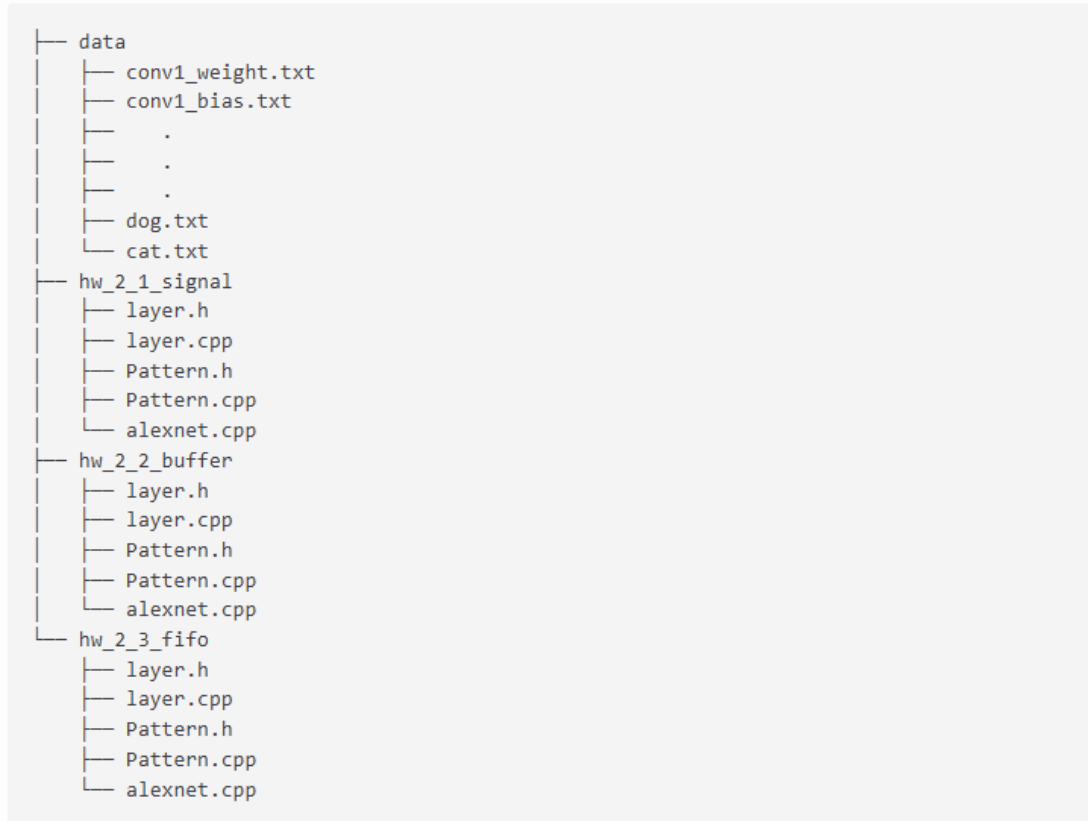 ├── data
│   ├── conv1_weight.txt
│   ├── conv1_bias.txt
│   ├──    .
│   ├──    .
│   ├──    .
│   ├── dog.txt
│   └── cat.txt
├── hw_2_1_signal
│   ├── layer.h
│   ├── layer.cpp
│   ├── Pattern.h
│   ├── Pattern.cpp
│   └── alexnet.cpp
├── hw_2_2_buffer
│   ├── layer.h
│   ├── layer.cpp
│   ├── Pattern.h
│   ├── Pattern.cpp
│   └── alexnet.cpp
└── hw_2_3_fifo
    ├── layer.h
    ├── layer.cpp
    ├── Pattern.h
    ├── Pattern.cpp
    └── alexnet.cpp